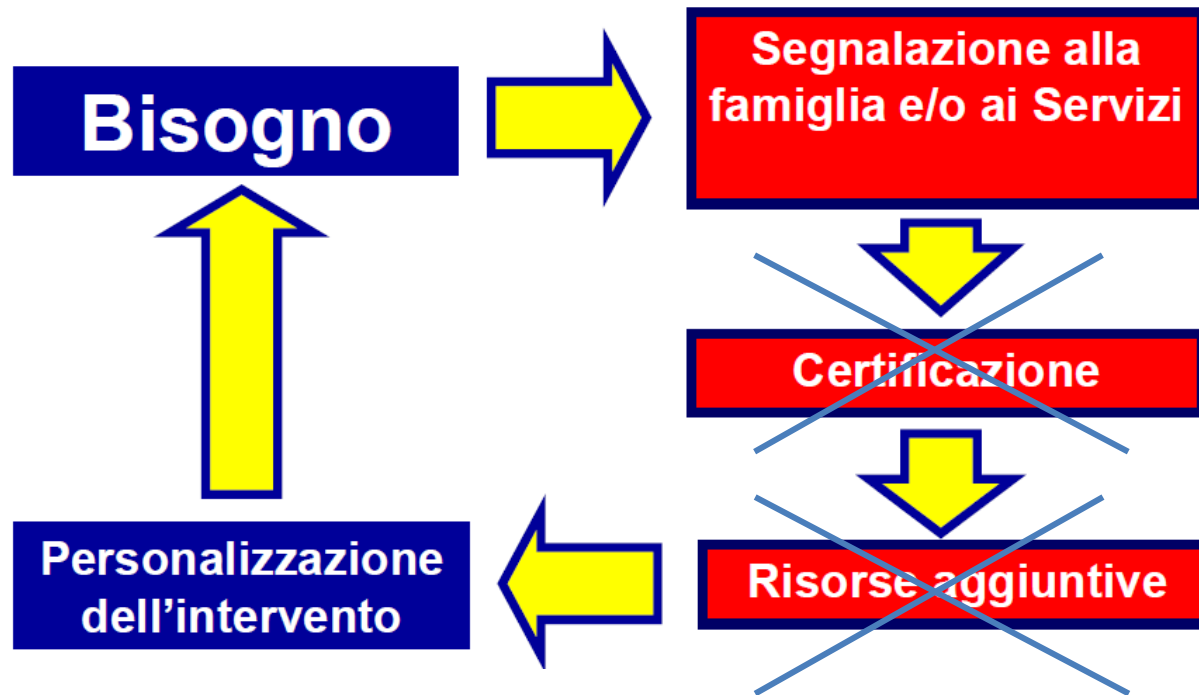 Bisogno
Segnalazione alla
famiglia e/o ai Servizi
Certificazione
Risorse aggiuntive
Personalizzazione
dell’intervento